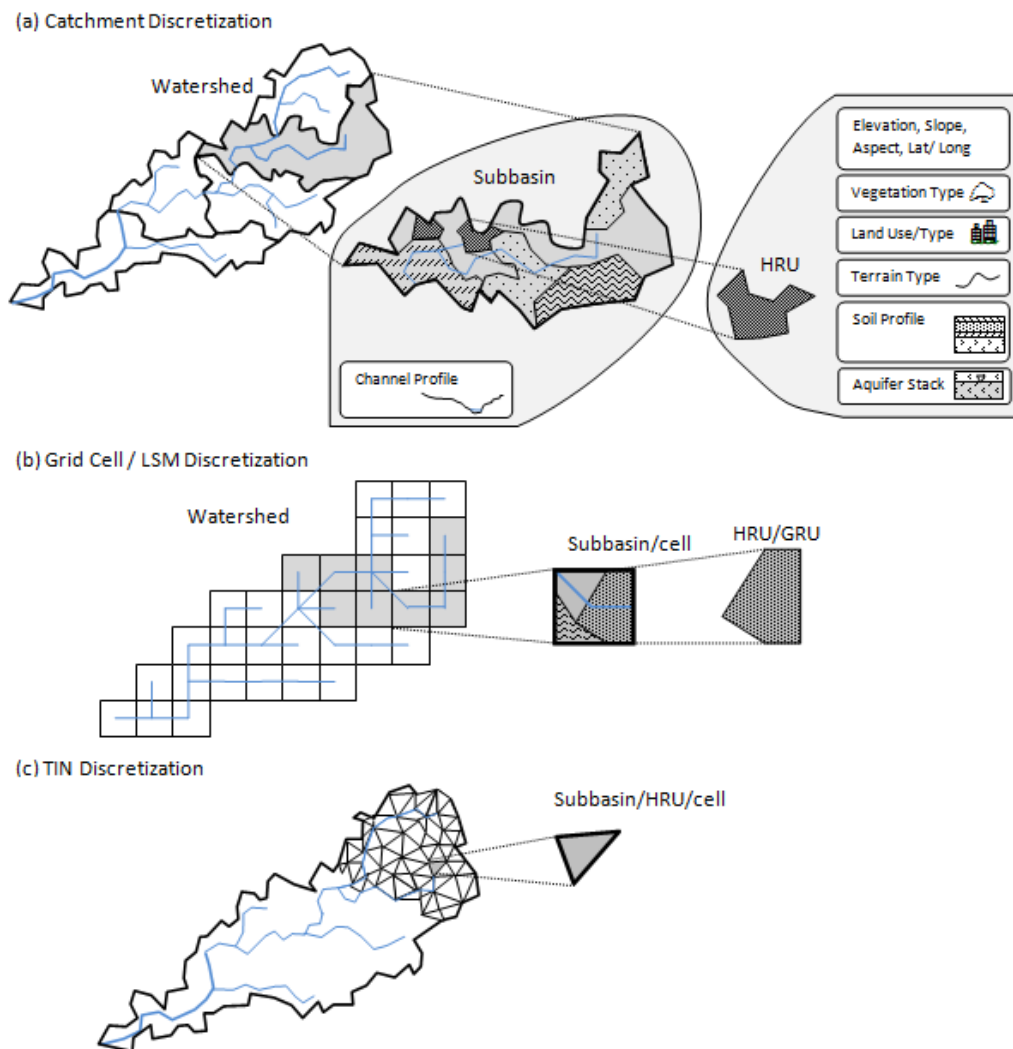 (a) Catchment Discretization
Watershed
Subbasin
Channel Profile
HRU
Elevation, Slope,
Aspect, Lat/ Long
Vegetation Type
Land Use/Type
Terrain Type
Soil Profile
Aquifer Stack
(b) Grid Cell / LSM Discretization
Watershed
Subbasin/cell
HRU/GRU
(c) TIN Discretization
Subbasin/HRU/cell